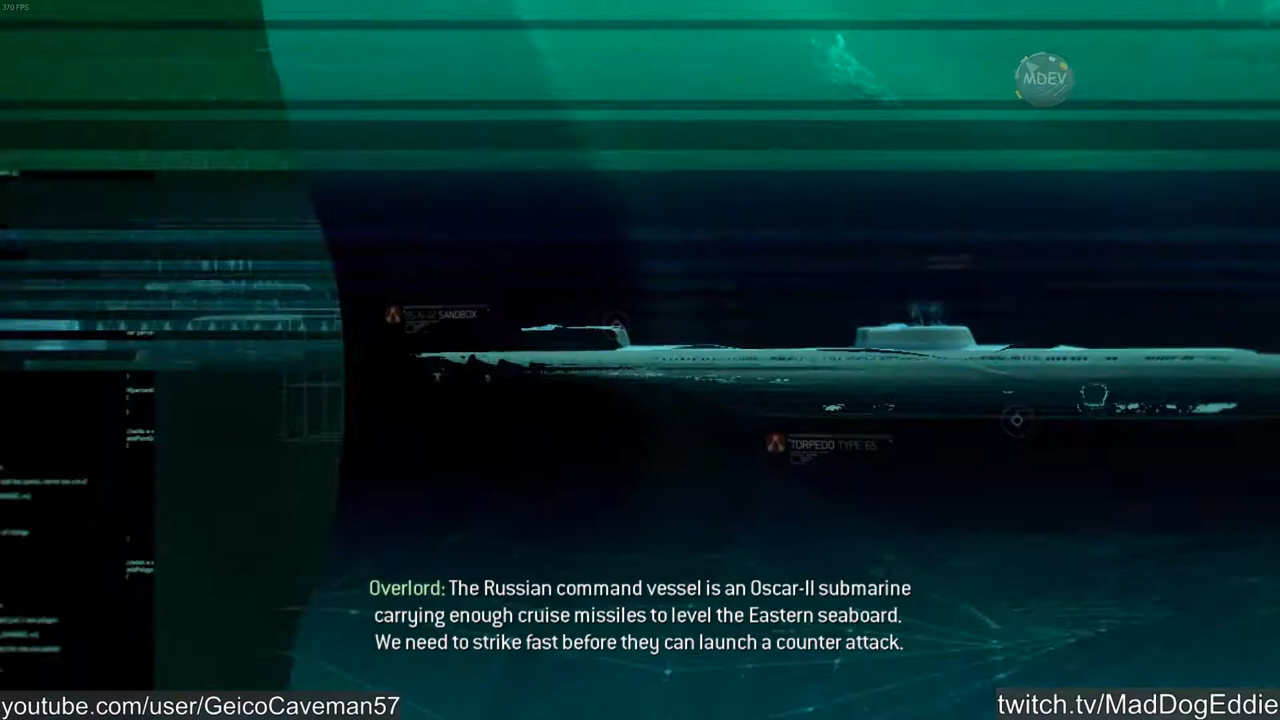 370 FPS
MDEV
SS-N-12 SANDBOX
TORPEDO TYPE 65
Overlord: The Russian command vessel is an Oscar-II submarine
carrying enough cruise missiles to level the Eastern seaboard.
We need to strike fast before they can launch a counter attack.
youtube.com/user/GeicoCaveman57
twitch.tv/MadDogEddie